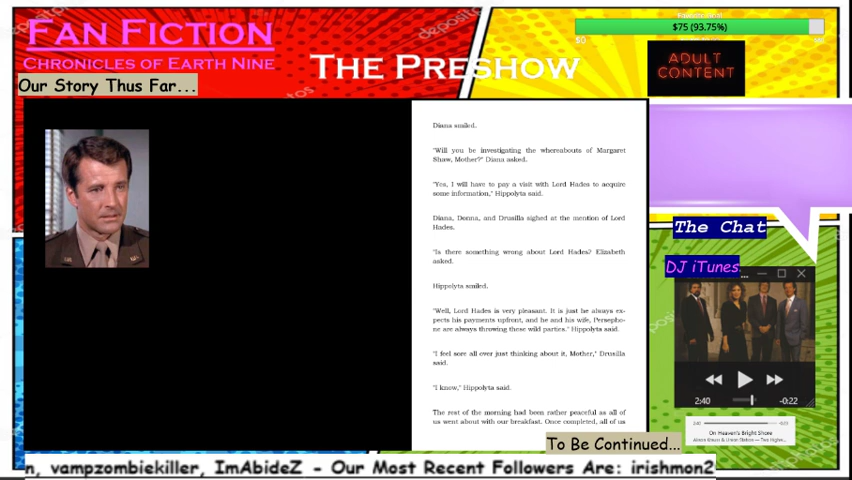 FAN FICTION
CHRONICLES OF EARTH NINE
THE PRESHOW
$75 (93.75%)
$0
ADULT
CONTENT
Our Story Thus Far...
Diana smiled.
"Will you be investigating the whereabouts of Margaret
Shaw, Mother?" Diana asked.
"Yes, I will have to pay a visit with Lord Hades to acquire
some information," Hippolyta said.
Diana, Donna, and Drusilla sighed at the mention of Lord
Hades.
"Is there something wrong about Lord Hades? Elizabeth
asked.
Hippolyta smiled.
"Well, Lord Hades is very pleasant. It is just he always ex-
pects his payments upfront, and he and his wife, Persepho-
ne are always throwing these wild parties." Hippolyta said.
"I feel sore all over just thinking about it, Mother," Drusilla
said.
"I know," Hippolyta said.
The rest of the morning had been rather peaceful as all of
us went about with our breakfast. Once completed, all of us
The Chat
DJ iTunes
2:40
-0:22
On Heaven's Bright Shore
Alison Krauss & Union Station —
To Be Continued...
n, vampzombiekiller, ImAbideZ - Our Most Recent Followers Are: irishmon2